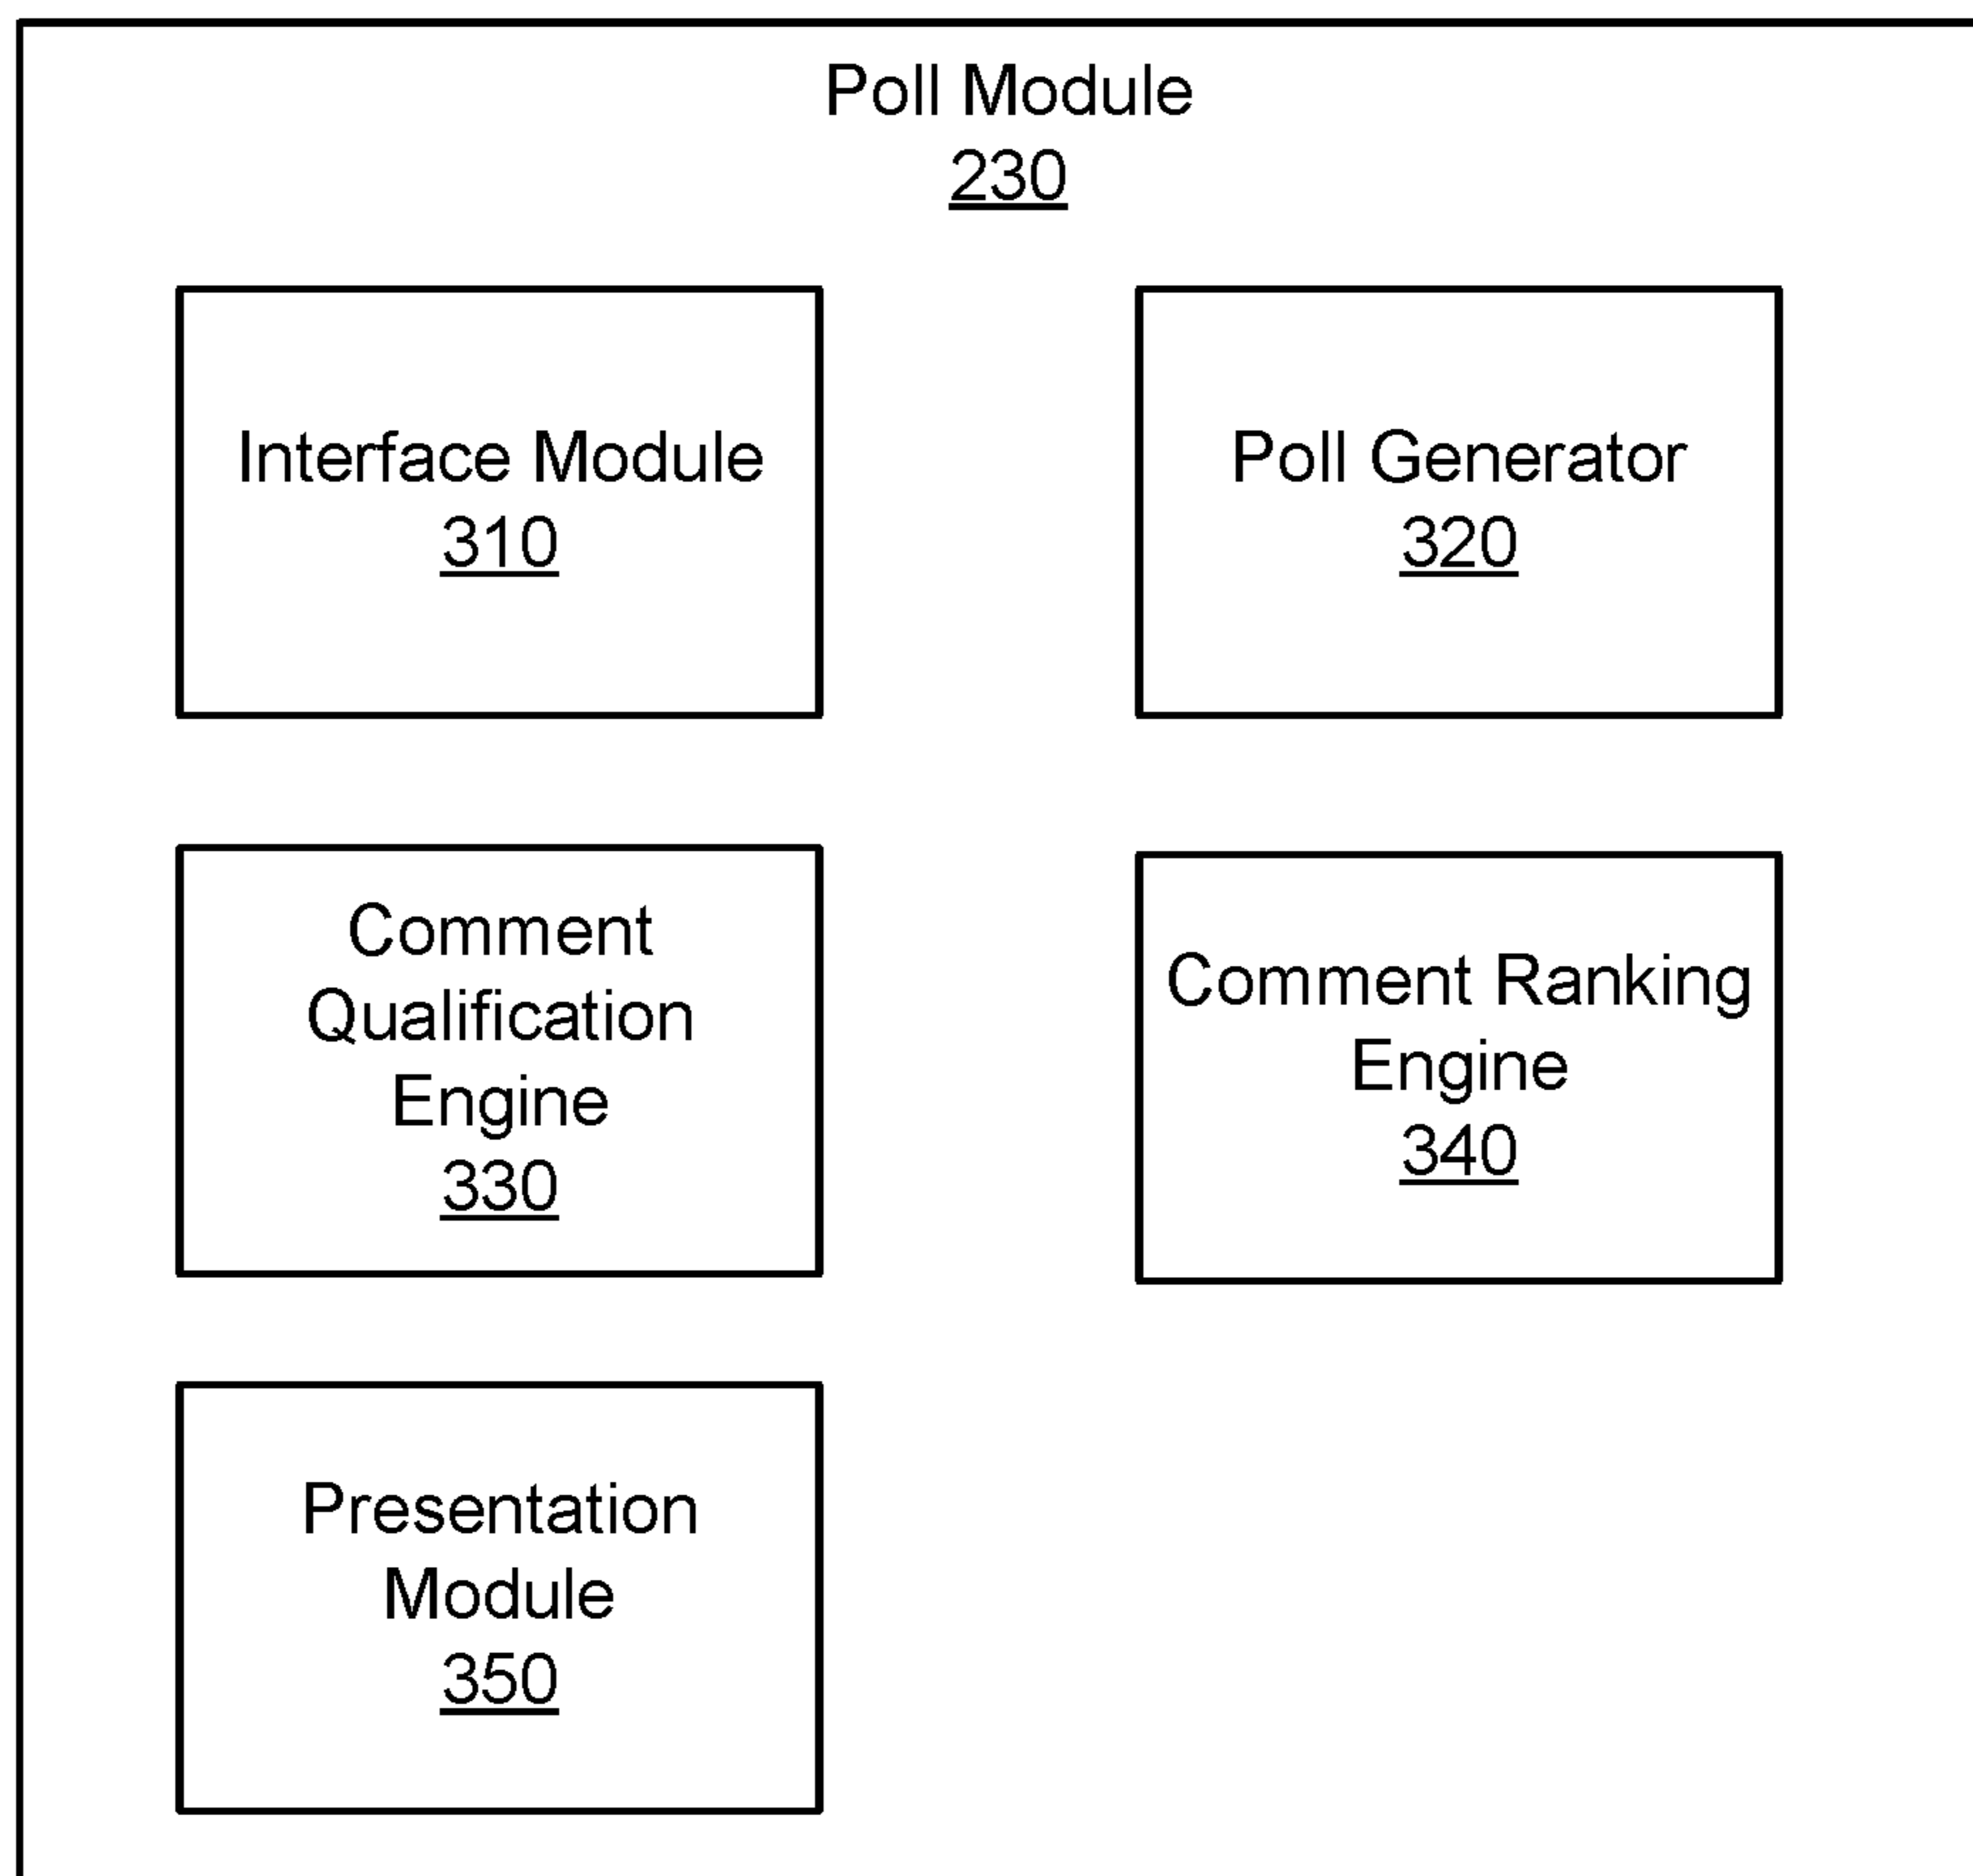 Poll Module
230
Interface Module
310
Poll Generator
320
Comment
Qualification
Engine
330
Comment Ranking
Engine
340
Presentation
Module
350